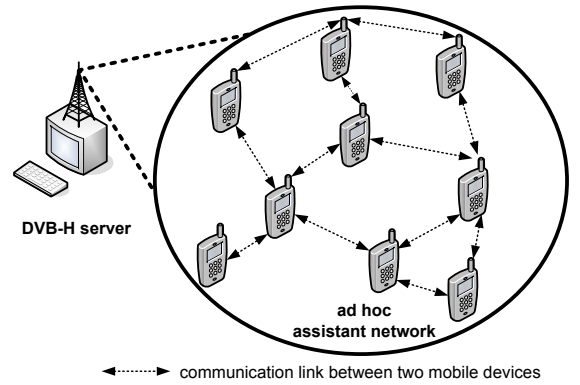 DVB-H server
ad hoc
assistant network
communication link between two mobile devices